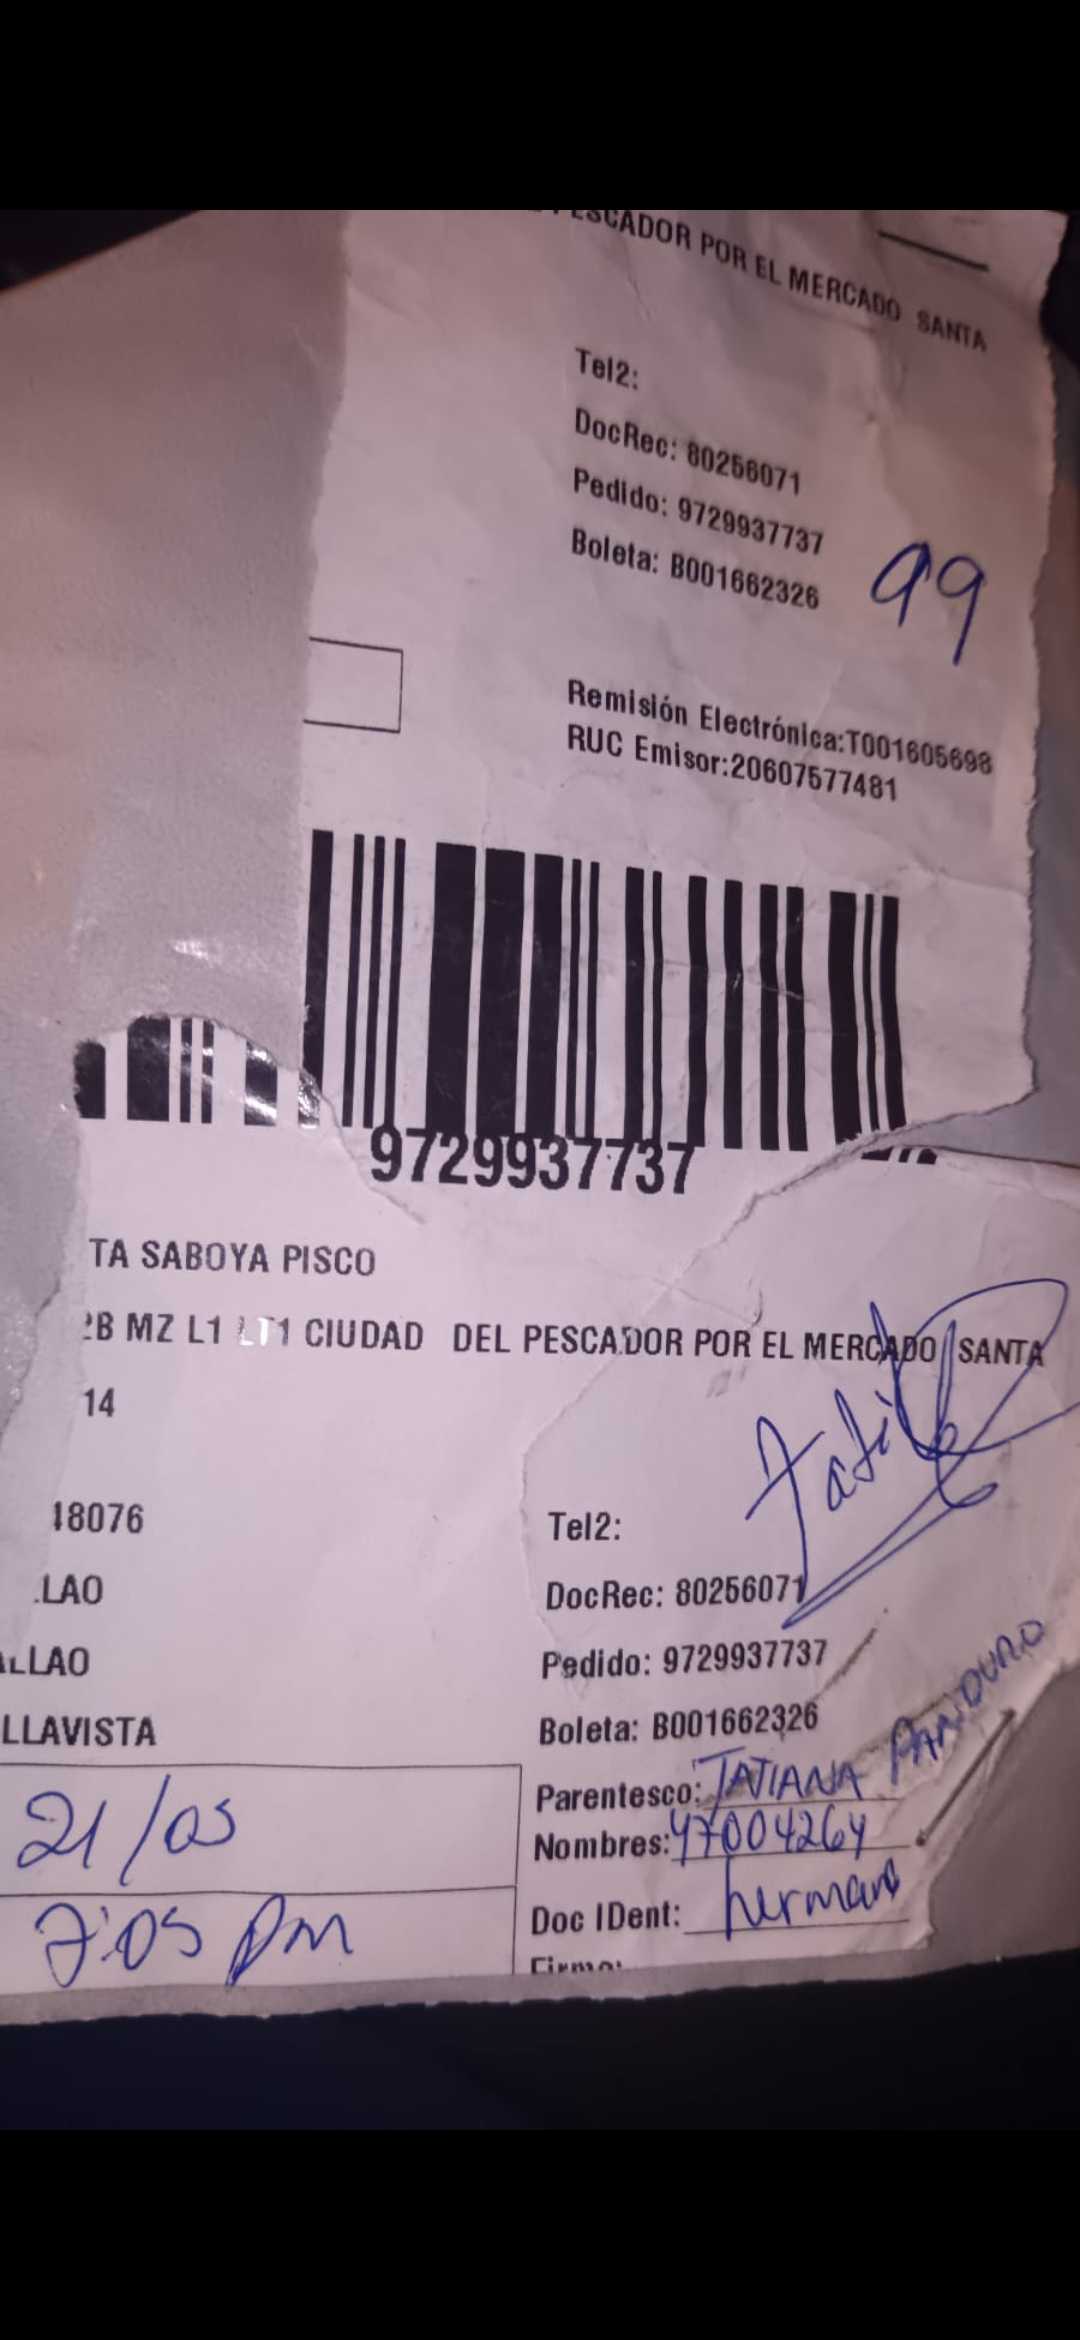 PESCADOR POR EL MERCADO SANTA
Tel2:
DocRec: 80256071
Pedido: 9729937737
Boleta: B001662326
99
Remisión Electrónica:T001605698
RUC Emisor:20607577481
9729937737
TA SABOYA PISCO
2B MZ L1 LT1 CIUDAD DEL PESCADOR POR EL MERCADO SANTA
14
18076
Tel2:
LAO
DocRec: 80256071
LLAO
Pedido: 9729937737
LLAVISTA
Boleta: B001662326
Parentesco: TATIANA PANDURO
21/05
Nombres: 47004264
7:05 pm
Doc IDent: hermana
Firma: